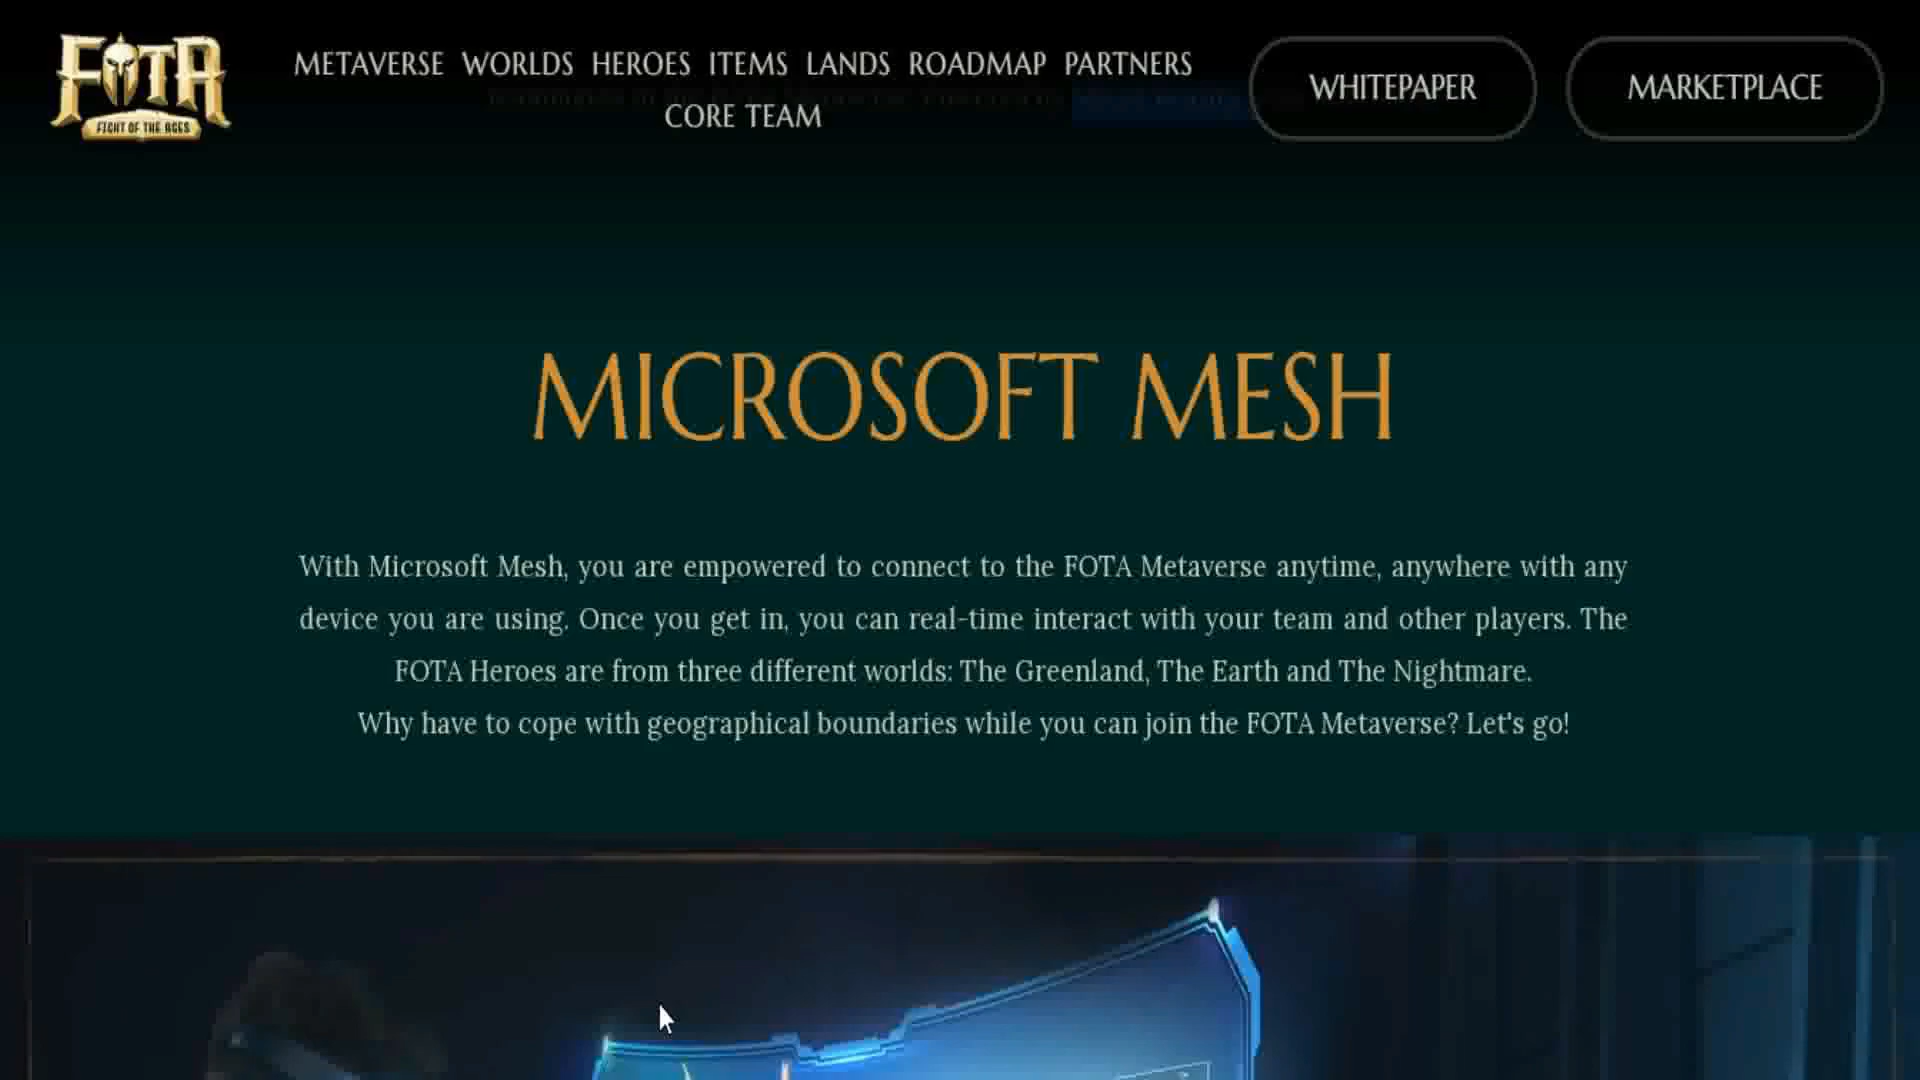 FOTA
FIGHT OF THE AGES
METAVERSE WORLDS HEROES ITEMS LANDS ROADMAP PARTNERS
CORE TEAM
WHITEPAPER
MARKETPLACE
MICROSOFT MESH
With Microsoft Mesh, you are empowered to connect to the FOTA Metaverse anytime, anywhere with any
device you are using. Once you get in, you can real-time interact with your team and other players. The
FOTA Heroes are from three different worlds: The Greenland, The Earth and The Nightmare.
Why have to cope with geographical boundaries while you can join the FOTA Metaverse? Let's go!